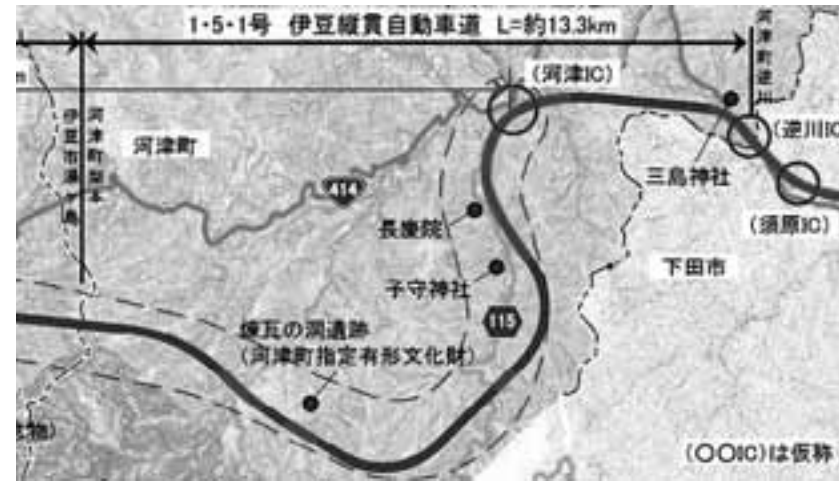 1・5・1号 伊豆縦貫自動車道 L=約13.3km
m
伊豆市湯ヶ島
河津町梨本
河津町逆川
(河津IC)
(逆川IC
三島神社
(須原IC)
河津町
414
長慶院
子守神社
115
下田市
煉瓦の洞遺跡
(河津町指定有形文化財)
物)
(〇〇IC)は仮称